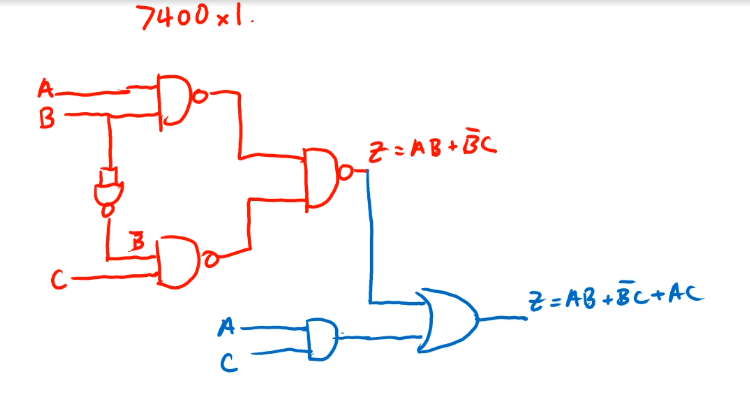 7400 x 1.
A
B
Z = AB + B̅C
B̅
C
Z = AB + B̅C + AC
A
C